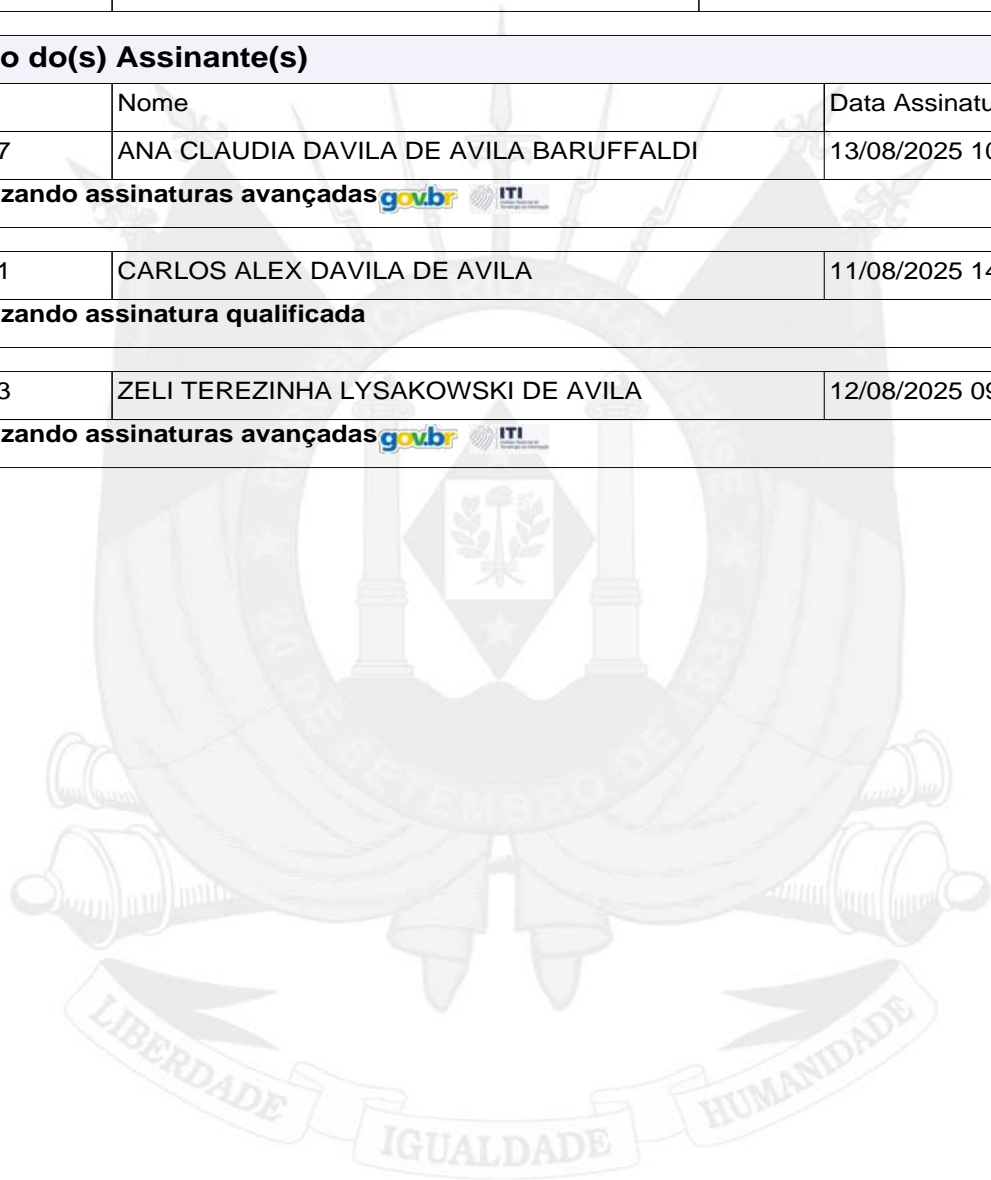 o do(s) Assinante(s)
Nome Data Assinatu
7 ANA CLAUDIA DAVILA DE AVILA BARUFFALDI 13/08/2025 10
zando assinaturas avançadas gov.br ITI
1 CARLOS ALEX DAVILA DE AVILA 11/08/2025 14
zando assinatura qualificada
3 ZELI TEREZINHA LYSAKOWSKI DE AVILA 12/08/2025 09
zando assinaturas avançadas gov.br ITI
REPÚBLICA RIO GRANDENSE
20 DE SETEMBRO DE 1835
LIBERDADE IGUALDADE HUMANIDADE